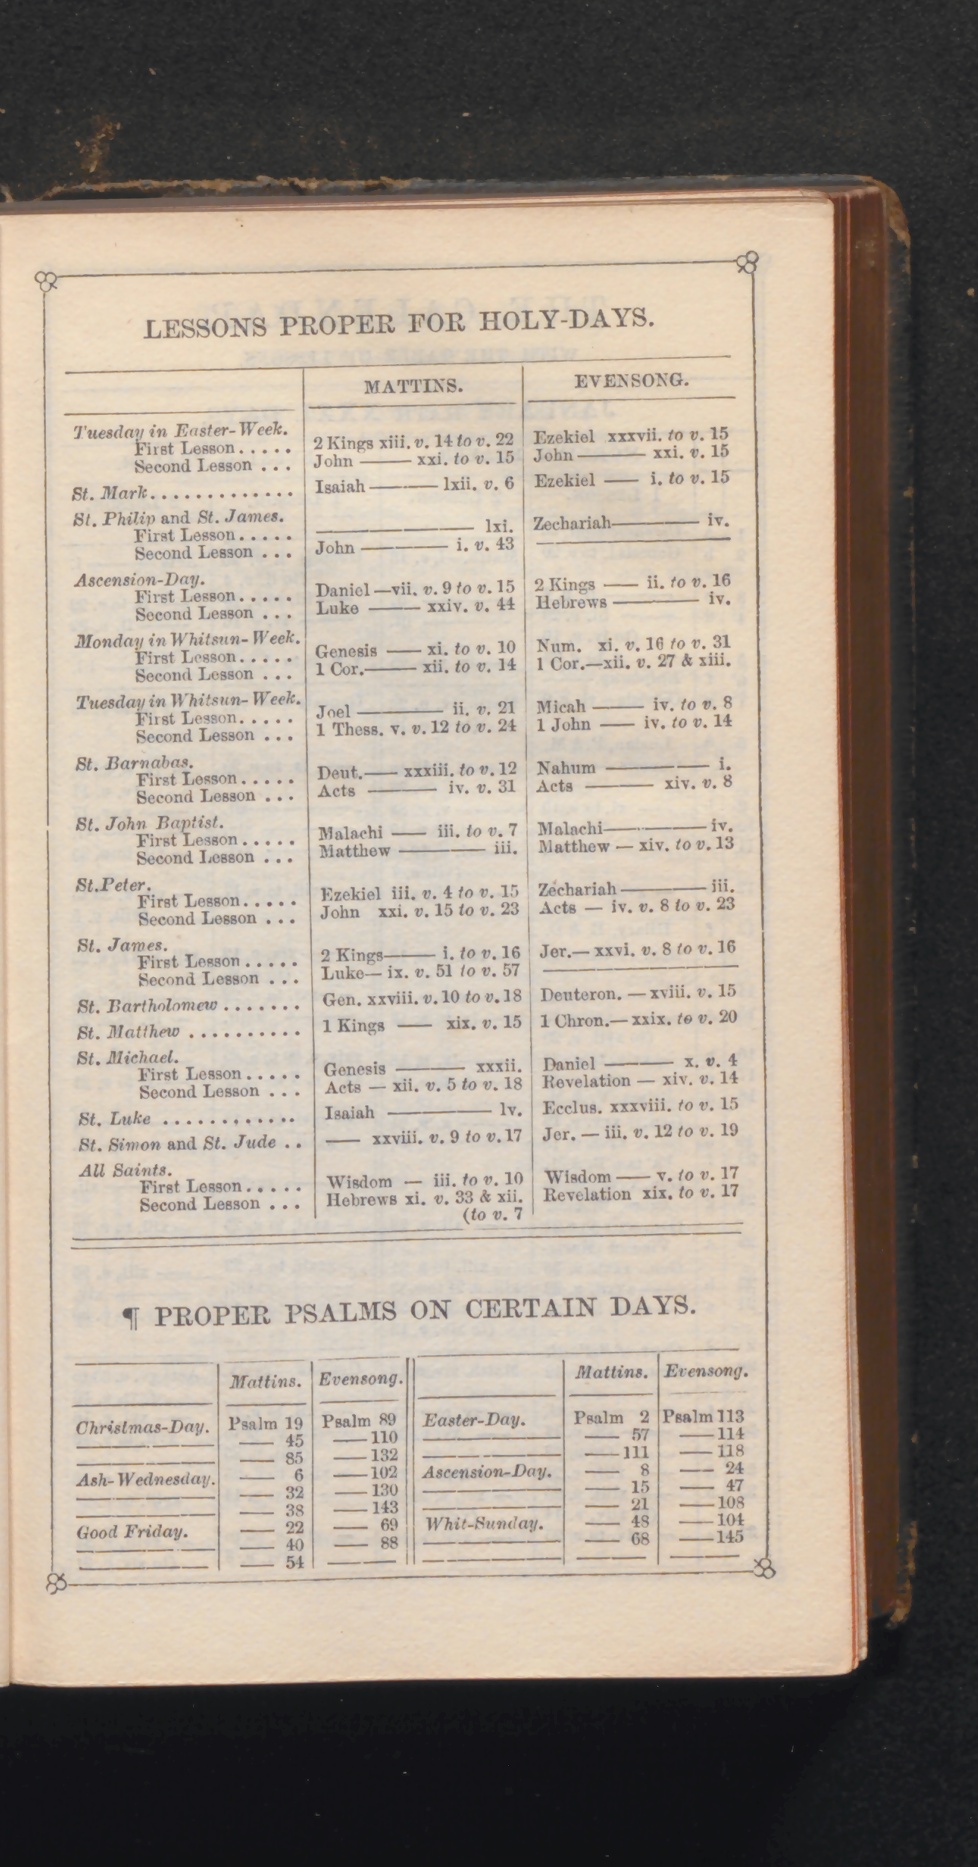 LESSONS PROPER FOR HOLY-DAYS.
MATTINS. EVENSONG.
Tuesday in Easter-Week.
First Lesson..... 2 Kings xiii. v. 14 to v. 22 Ezekiel xxxvii. to v. 15
Second Lesson ... John —— xxi. to v. 15 John —— xxi. v. 15
St. Mark............. Isaiah —— lxii. v. 6 Ezekiel —— i. to v. 15
St. Philip and St. James.
First Lesson..... —— lxi. Zechariah —— iv.
Second Lesson ... John —— i. v. 43 ——
Ascension-Day.
First Lesson..... Daniel —vii. v. 9 to v. 15 2 Kings —— ii. to v. 16
Second Lesson ... Luke —— xxiv. v. 44 Hebrews —— iv.
Monday in Whitsun-Week.
First Lesson..... Genesis —— xi. to v. 10 Num. xi. v. 16 to v. 31
Second Lesson ... 1 Cor.—— xii. to v. 14 1 Cor.—xii. v. 27 & xiii.
Tuesday in Whitsun-Week.
First Lesson..... Joel —— ii. v. 21 Micah —— iv. to v. 8
Second Lesson ... 1 Thess. v. v. 12 to v. 24 1 John —— iv. to v. 14
St. Barnabas.
First Lesson..... Deut.—— xxxiii. to v. 12 Nahum —— i.
Second Lesson ... Acts —— iv. v. 31 Acts —— xiv. v. 8
St. John Baptist.
First Lesson..... Malachi —— iii. to v. 7 Malachi—— iv.
Second Lesson ... Matthew —— iii. Matthew — xiv. to v. 13
St. Peter.
First Lesson..... Ezekiel iii. v. 4 to v. 15 Zechariah —— iii.
Second Lesson ... John xxi. v. 15 to v. 23 Acts — iv. v. 8 to v. 23
St. James.
First Lesson..... 2 Kings—— i. to v. 16 Jer.— xxvi. v. 8 to v. 16
Second Lesson ... Luke— ix. v. 51 to v. 57 ——
St. Bartholomew ....... Gen. xxviii. v. 10 to v. 18 Deuteron. — xviii. v. 15
St. Matthew .......... 1 Kings —— xix. v. 15 1 Chron.— xxix. to v. 20
St. Michael.
First Lesson..... Genesis —— xxxii. Daniel —— x. v. 4
Second Lesson ... Acts — xii. v. 5 to v. 18 Revelation — xiv. v. 14
St. Luke ............ Isaiah —— lv. Ecclus. xxxviii. to v. 15
St. Simon and St. Jude .. —— xxviii. v. 9 to v. 17 Jer. — iii. v. 12 to v. 19
All Saints.
First Lesson..... Wisdom — iii. to v. 10 Wisdom —— v. to v. 17
Second Lesson ... Hebrews xi. v. 33 & xii. Revelation xix. to v. 17
(to v. 7
¶ PROPER PSALMS ON CERTAIN DAYS.
Mattins. Evensong. Mattins. Evensong.
Christmas-Day. Psalm 19 Psalm 89 Easter-Day. Psalm 2 Psalm 113
—— —— 45 —— 110 —— —— 57 —— 114
—— —— 85 —— 132 —— —— 111 —— 118
Ash-Wednesday. —— 6 —— 102 Ascension-Day. —— 8 —— 24
—— —— 32 —— 130 —— —— 15 —— 47
—— —— 38 —— 143 —— —— 21 —— 108
Good Friday. —— 22 —— 69 Whit-Sunday. —— 48 —— 104
—— —— 40 —— 88 —— —— 68 —— 145
—— —— 54 —— —— —— ——